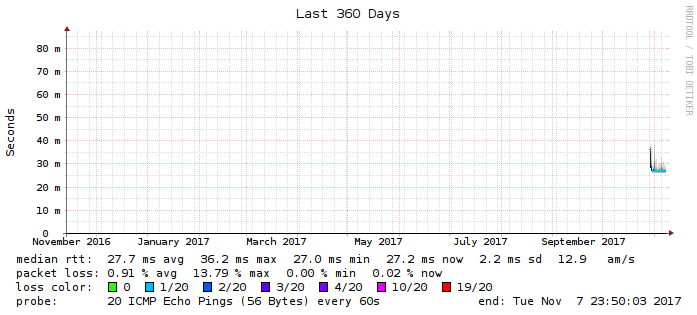 Last 360 Days
RRDTOOL / TOBI OETIKER
Seconds
80 m
70 m
60 m
50 m
40 m
30 m
20 m
10 m
0
November 2016 January 2017 March 2017 May 2017 July 2017 September 2017
median rtt: 27.7 ms avg 36.2 ms max 27.0 ms min 27.2 ms now 2.2 ms sd 12.9 am/s
packet loss: 0.91 % avg 13.79 % max 0.00 % min 0.02 % now
loss color: 0 1/20 2/20 3/20 4/20 10/20 19/20
probe: 20 ICMP Echo Pings (56 Bytes) every 60s end: Tue Nov 7 23:50:03 2017